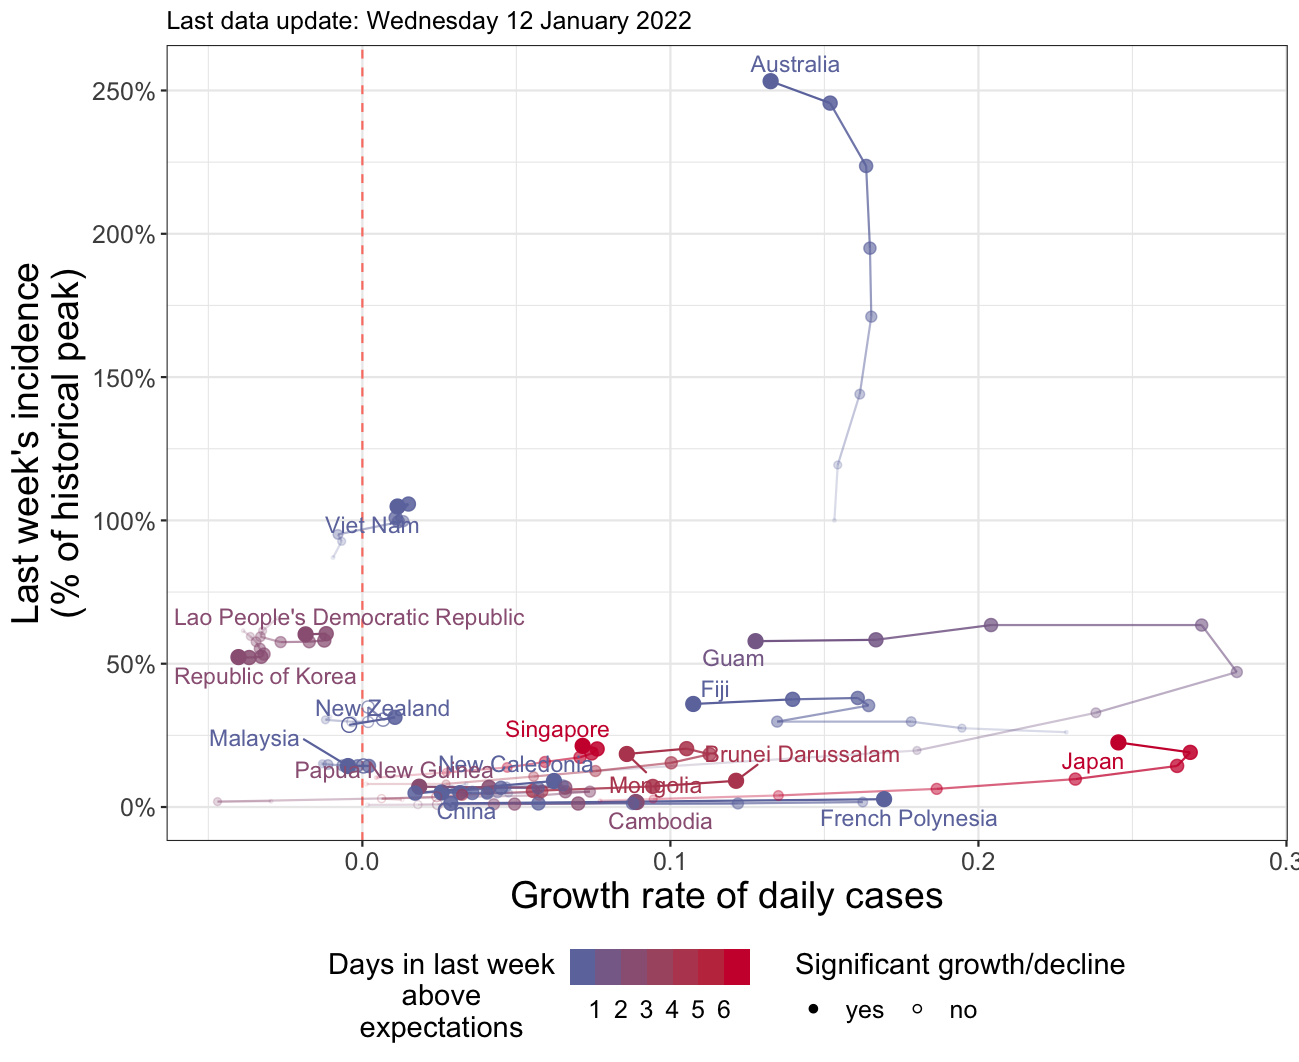 Last data update: Wednesday 12 January 2022
Last week's incidence
(% of historical peak)
250%
200%
150%
100%
50%
0%
Australia
Viet Nam
Lao People's Democratic Republic
Republic of Korea
Guam
Fiji
New Zealand
Malaysia
Singapore
New Caledonia
Brunei Darussalam
Japan
Papua New Guinea
Mongolia
China
Cambodia
French Polynesia
0.0
0.1
0.2
0.3
Growth rate of daily cases
Days in last week
above
expectations
1 2 3 4 5 6
Significant growth/decline
yes
no